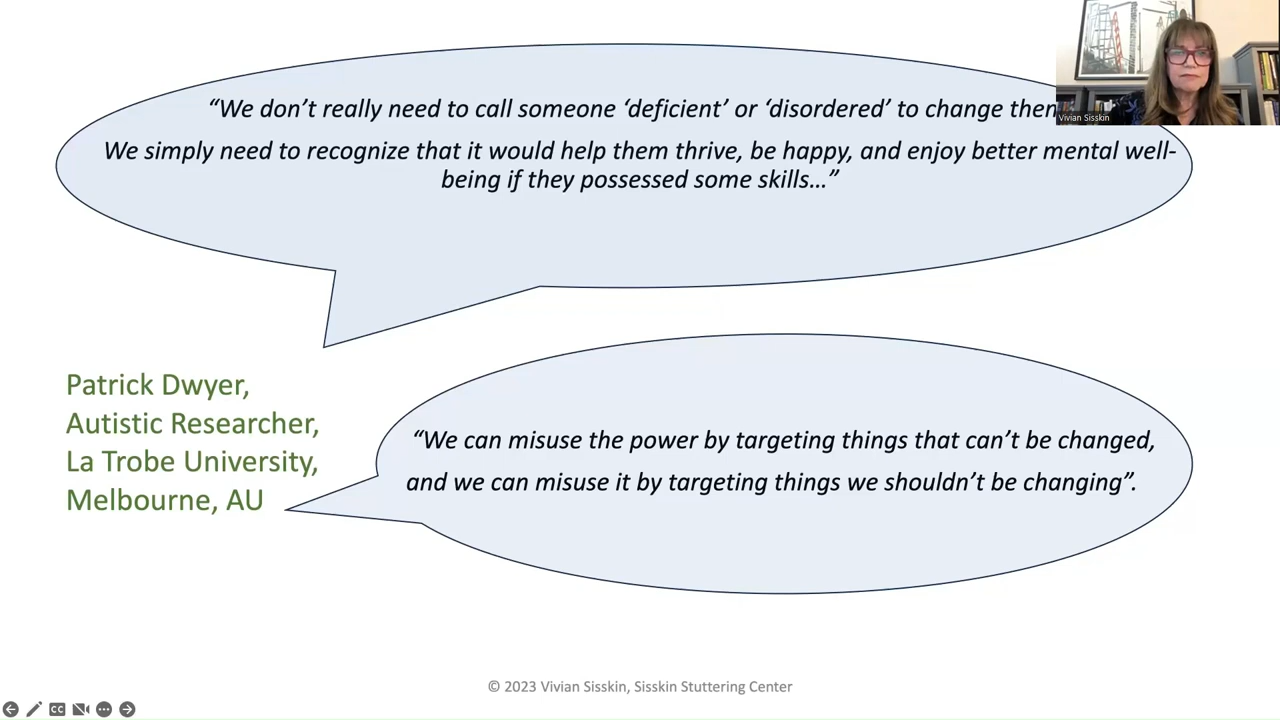 “We don’t really need to call someone ‘deficient’ or ‘disordered’ to change
Vivian Sisskin
We simply need to recognize that it would help them thrive, be happy, and enjoy better mental well-
being if they possessed some skills…”
Patrick Dwyer,
Autistic Researcher,
La Trobe University,
Melbourne, AU
“We can misuse the power by targeting things that can’t be changed,
and we can misuse it by targeting things we shouldn’t be changing”.
© 2023 Vivian Sisskin, Sisskin Stuttering Center
CC